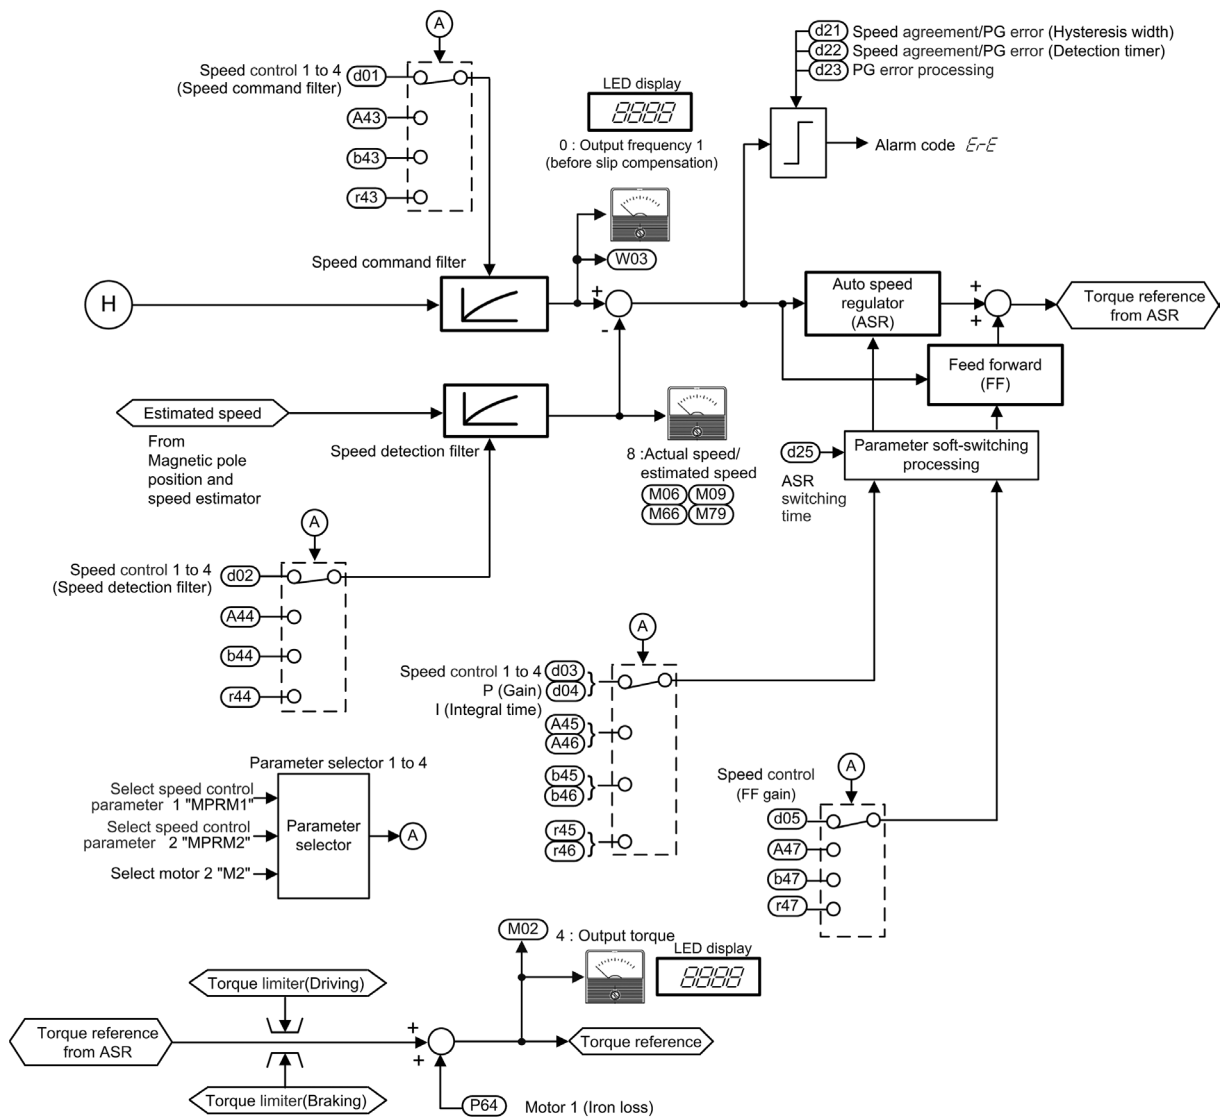 A
d21 Speed agreement/PG error (Hysteresis width)
d22 Speed agreement/PG error (Detection timer)
d23 PG error processing
Speed control 1 to 4 d01
(Speed command filter)
A43
b43
r43
LED display
8888
0 : Output frequency 1
(before slip compensation)
Alarm code ErE
W03
Speed command filter
H
+
-
Auto speed
regulator
(ASR)
+
+
Torque reference
from ASR
Feed forward
(FF)
Estimated speed
From
Magnetic pole
position and
speed estimator
Speed detection filter
8 :Actual speed/
estimated speed
M06 M09
M66 M79
d25
ASR
switching
time
Parameter soft-switching
processing
A
Speed control 1 to 4 d02
(Speed detection filter)
A44
b44
r44
A
Speed control 1 to 4 d03
P (Gain) d04 }
I (Integral time)
A45
A46 }
b45
b46 }
r45
r46 }
Parameter selector 1 to 4
Select speed control
parameter 1 "MPRM1"
Select speed control
parameter 2 "MPRM2"
Select motor 2 "M2"
Parameter
selector
A
A
Speed control
(FF gain)
d05
A47
b47
r47
M02
4 : Output torque
LED display
8888
Torque limiter(Driving)
Torque reference
from ASR
+
+
Torque reference
Torque limiter(Braking)
P64 Motor 1 (Iron loss)